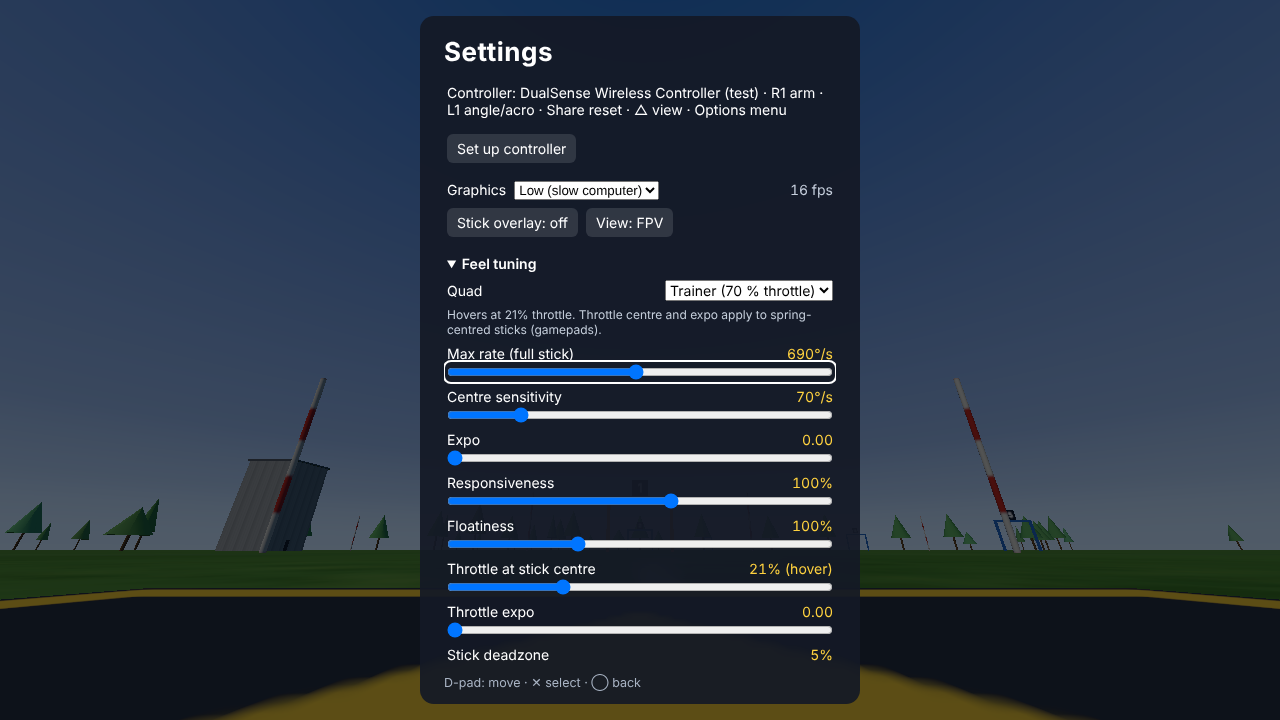 Settings
Controller: DualSense Wireless Controller (test) · R1 arm ·
L1 angle/acro · Share reset · △ view · Options menu
Set up controller
Graphics Low (slow computer) 16 fps
Stick overlay: off View: FPV
▼ Feel tuning
Quad Trainer (70 % throttle)
Hovers at 21% throttle. Throttle centre and expo apply to spring-
centred sticks (gamepads).
Max rate (full stick) 690°/s
Centre sensitivity 70°/s
Expo 0.00
Responsiveness 100%
Floatiness 100%
Throttle at stick centre 21% (hover)
Throttle expo 0.00
Stick deadzone 5%
D-pad: move · ✕ select · ◯ back